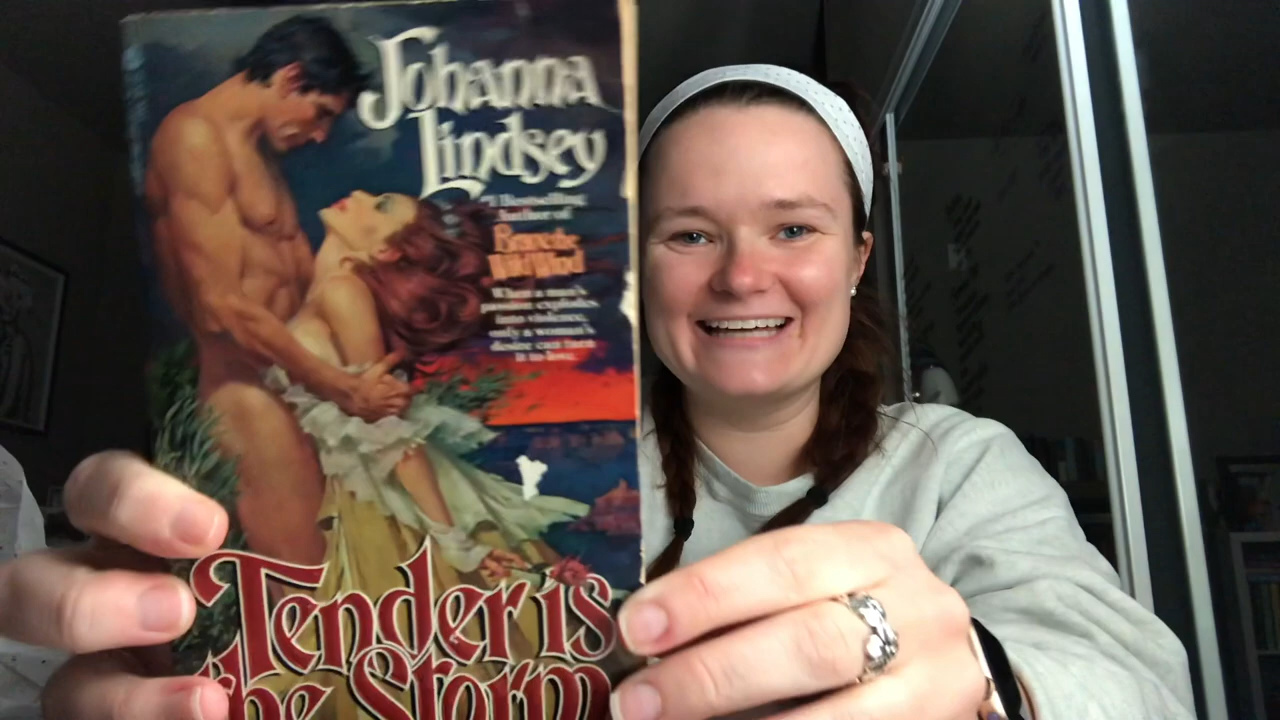 Johanna
Lindsey
#1 Bestselling
Author of
Brave the
Wild Wind
When a man's
passion explodes
into violence,
only a woman's
desire can turn
it to love.
Tender is
the Storm